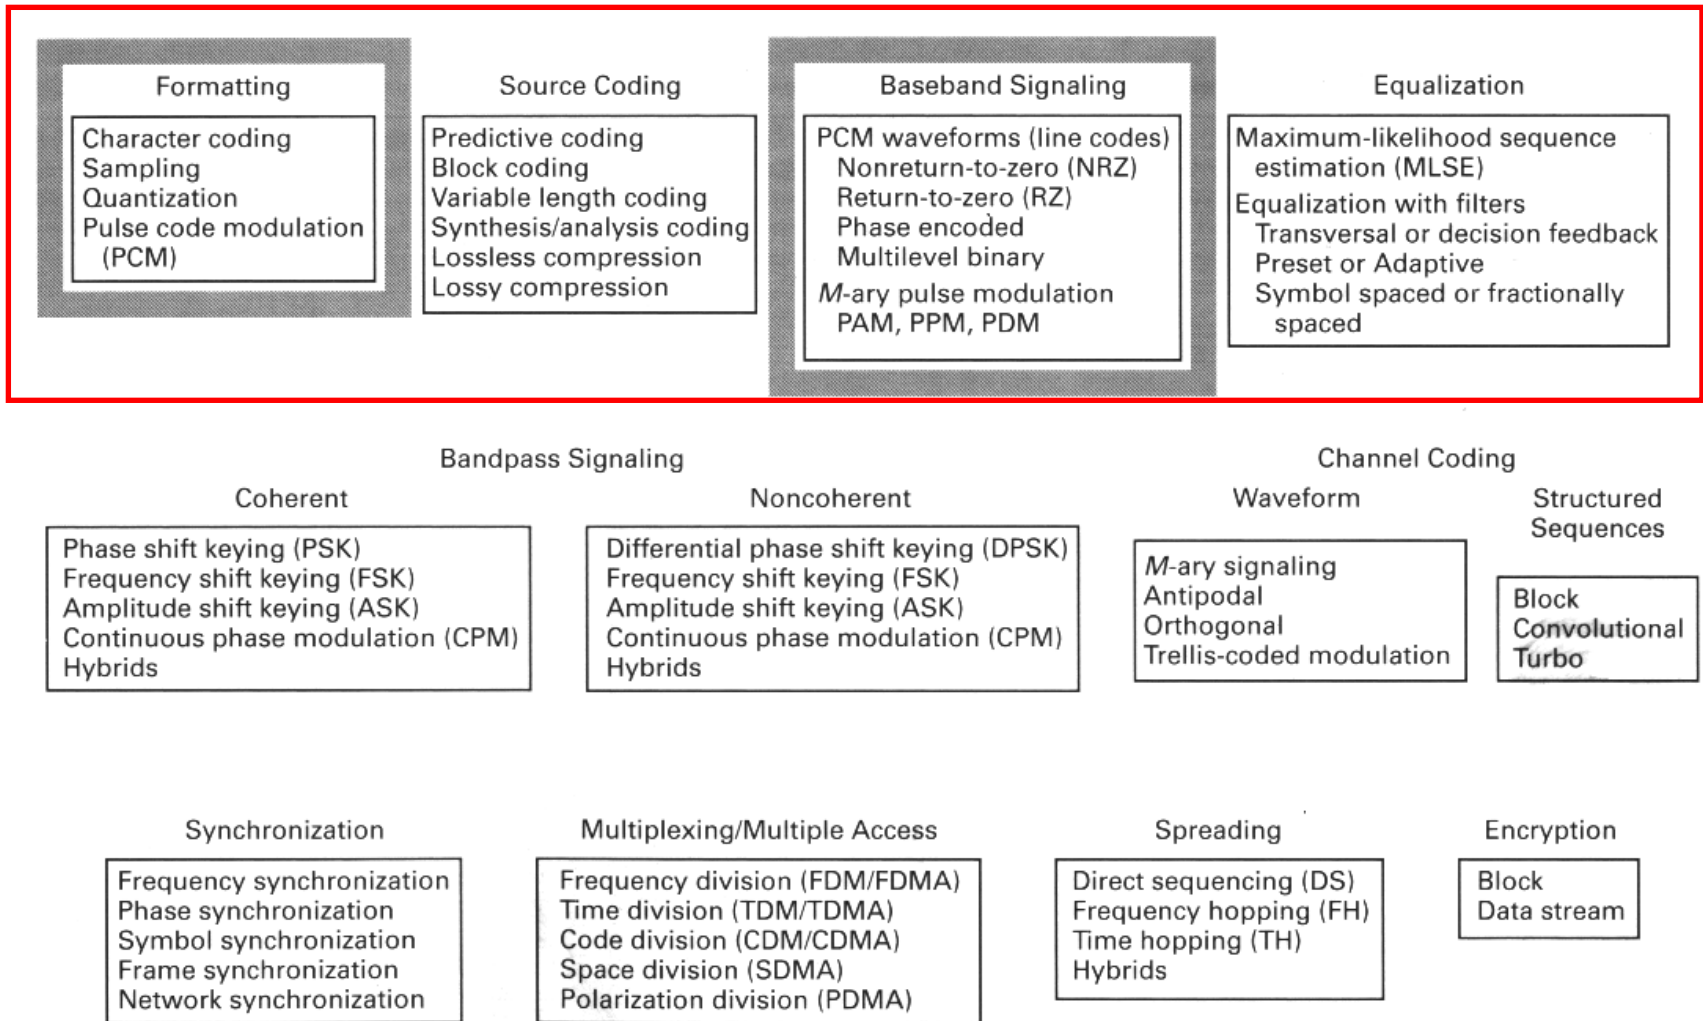 Formatting
Character coding
Sampling
Quantization
Pulse code modulation
(PCM)
Source Coding
Predictive coding
Block coding
Variable length coding
Synthesis/analysis coding
Lossless compression
Lossy compression
Baseband Signaling
PCM waveforms (line codes)
Nonreturn-to-zero (NRZ)
Return-to-zero (RZ)
Phase encoded
Multilevel binary
M-ary pulse modulation
PAM, PPM, PDM
Equalization
Maximum-likelihood sequence
estimation (MLSE)
Equalization with filters
Transversal or decision feedback
Preset or Adaptive
Symbol spaced or fractionally
spaced
Bandpass Signaling
Coherent
Phase shift keying (PSK)
Frequency shift keying (FSK)
Amplitude shift keying (ASK)
Continuous phase modulation (CPM)
Hybrids
Noncoherent
Differential phase shift keying (DPSK)
Frequency shift keying (FSK)
Amplitude shift keying (ASK)
Continuous phase modulation (CPM)
Hybrids
Channel Coding
Waveform
M-ary signaling
Antipodal
Orthogonal
Trellis-coded modulation
Structured
Sequences
Block
Convolutional
Turbo
Synchronization
Frequency synchronization
Phase synchronization
Symbol synchronization
Frame synchronization
Network synchronization
Multiplexing/Multiple Access
Frequency division (FDM/FDMA)
Time division (TDM/TDMA)
Code division (CDM/CDMA)
Space division (SDMA)
Polarization division (PDMA)
Spreading
Direct sequencing (DS)
Frequency hopping (FH)
Time hopping (TH)
Hybrids
Encryption
Block
Data stream